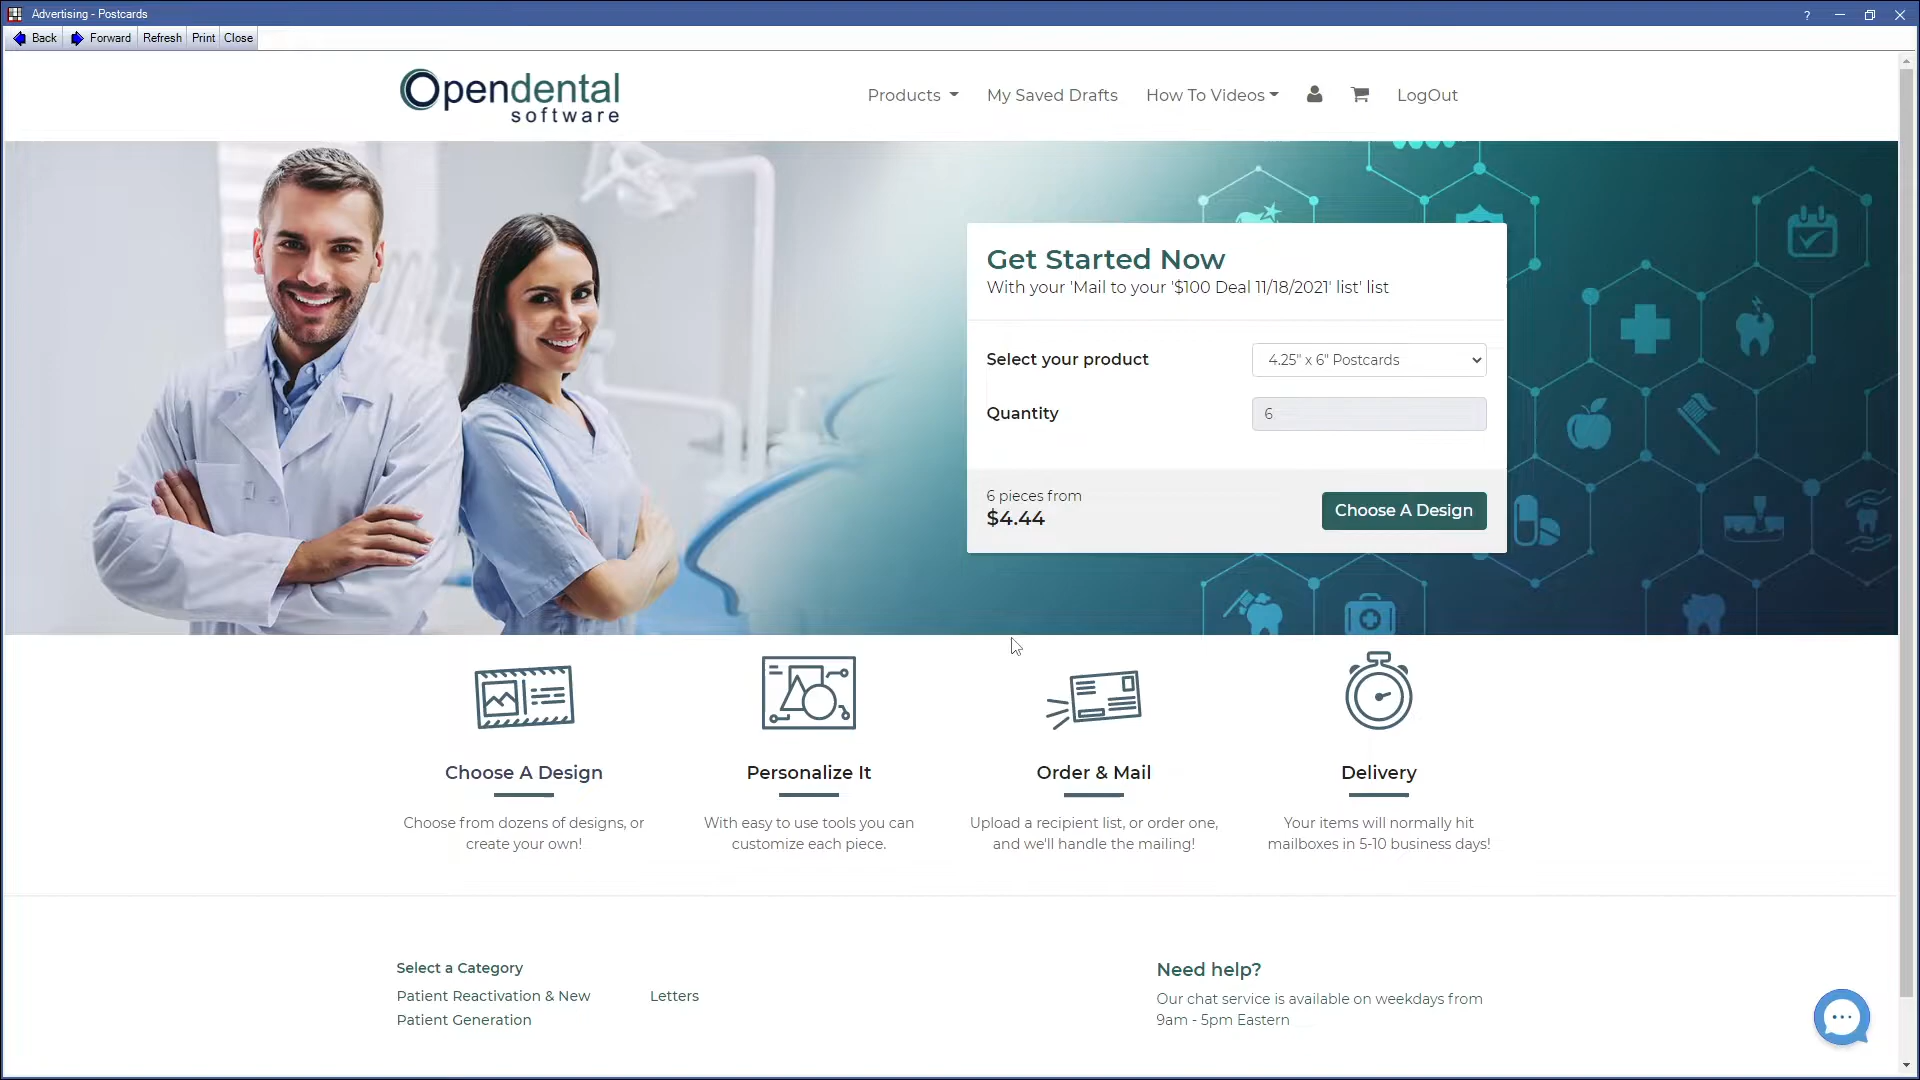 Advertising - Postcards
?
Back
Forward
Refresh
Print
Close
Opendental
software
Products
My Saved Drafts
How To Videos
LogOut
Get Started Now
With your 'Mail to your '$100 Deal 11/18/2021' list' list
Select your product
4.25" x 6" Postcards
Quantity
6
6 pieces from
$4.44
Choose A Design
Choose A Design
Personalize It
Order & Mail
Delivery
Choose from dozens of designs, or
create your own!
With easy to use tools you can
customize each piece.
Upload a recipient list, or order one,
and we'll handle the mailing!
Your items will normally hit
mailboxes in 5-10 business days!
Select a Category
Patient Reactivation & New
Patient Generation
Letters
Need help?
Our chat service is available on weekdays from
9am - 5pm Eastern